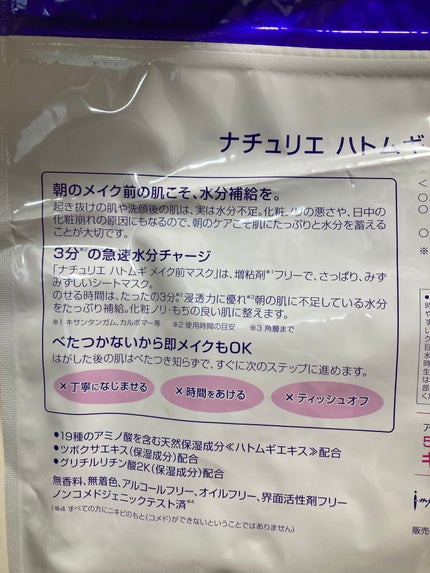 ナチュリエ ハトムギ
朝のメイク前の肌こそ、水分補給を。
起き抜けの肌や洗顔後の肌は、実は水分不足。化粧ノリの悪さや、日中の
化粧崩れの原因にもなるので、朝のケアこそ肌にたっぷりと水分を蓄える
ことが大切です。
3分※2の急速水分チャージ
「ナチュリエ ハトムギ メイク前マスク」は、増粘剤※1フリーで、さっぱり、みず
みずしいシートマスク。
のせる時間は、たったの3分※2 浸透力に優れ※3朝の肌に不足している水分
をたっぷり補給。化粧ノリ・もちの良い肌に整えます。
※1 キサンタンガム、カルボマー等 ※2 使用時間の目安 ※3 角層まで
べたつかないから即メイクもOK
はがした後の肌はべたつき知らずで、すぐに次のステップに進めます。
×丁寧になじませる ×時間をあける ×ティッシュオフ
●19種のアミノ酸を含む天然保湿成分≪ハトムギエキス≫配合
●ツボクサエキス(保湿成分)配合
●グリチルリチン酸2K(保湿成分)配合
無香料、無着色、アルコールフリー、オイルフリー、界面活性剤フリー
ノンコメドジェニックテスト済※4
(※4 すべての方にニキビのもと(コメド)ができないということではありません)
販売